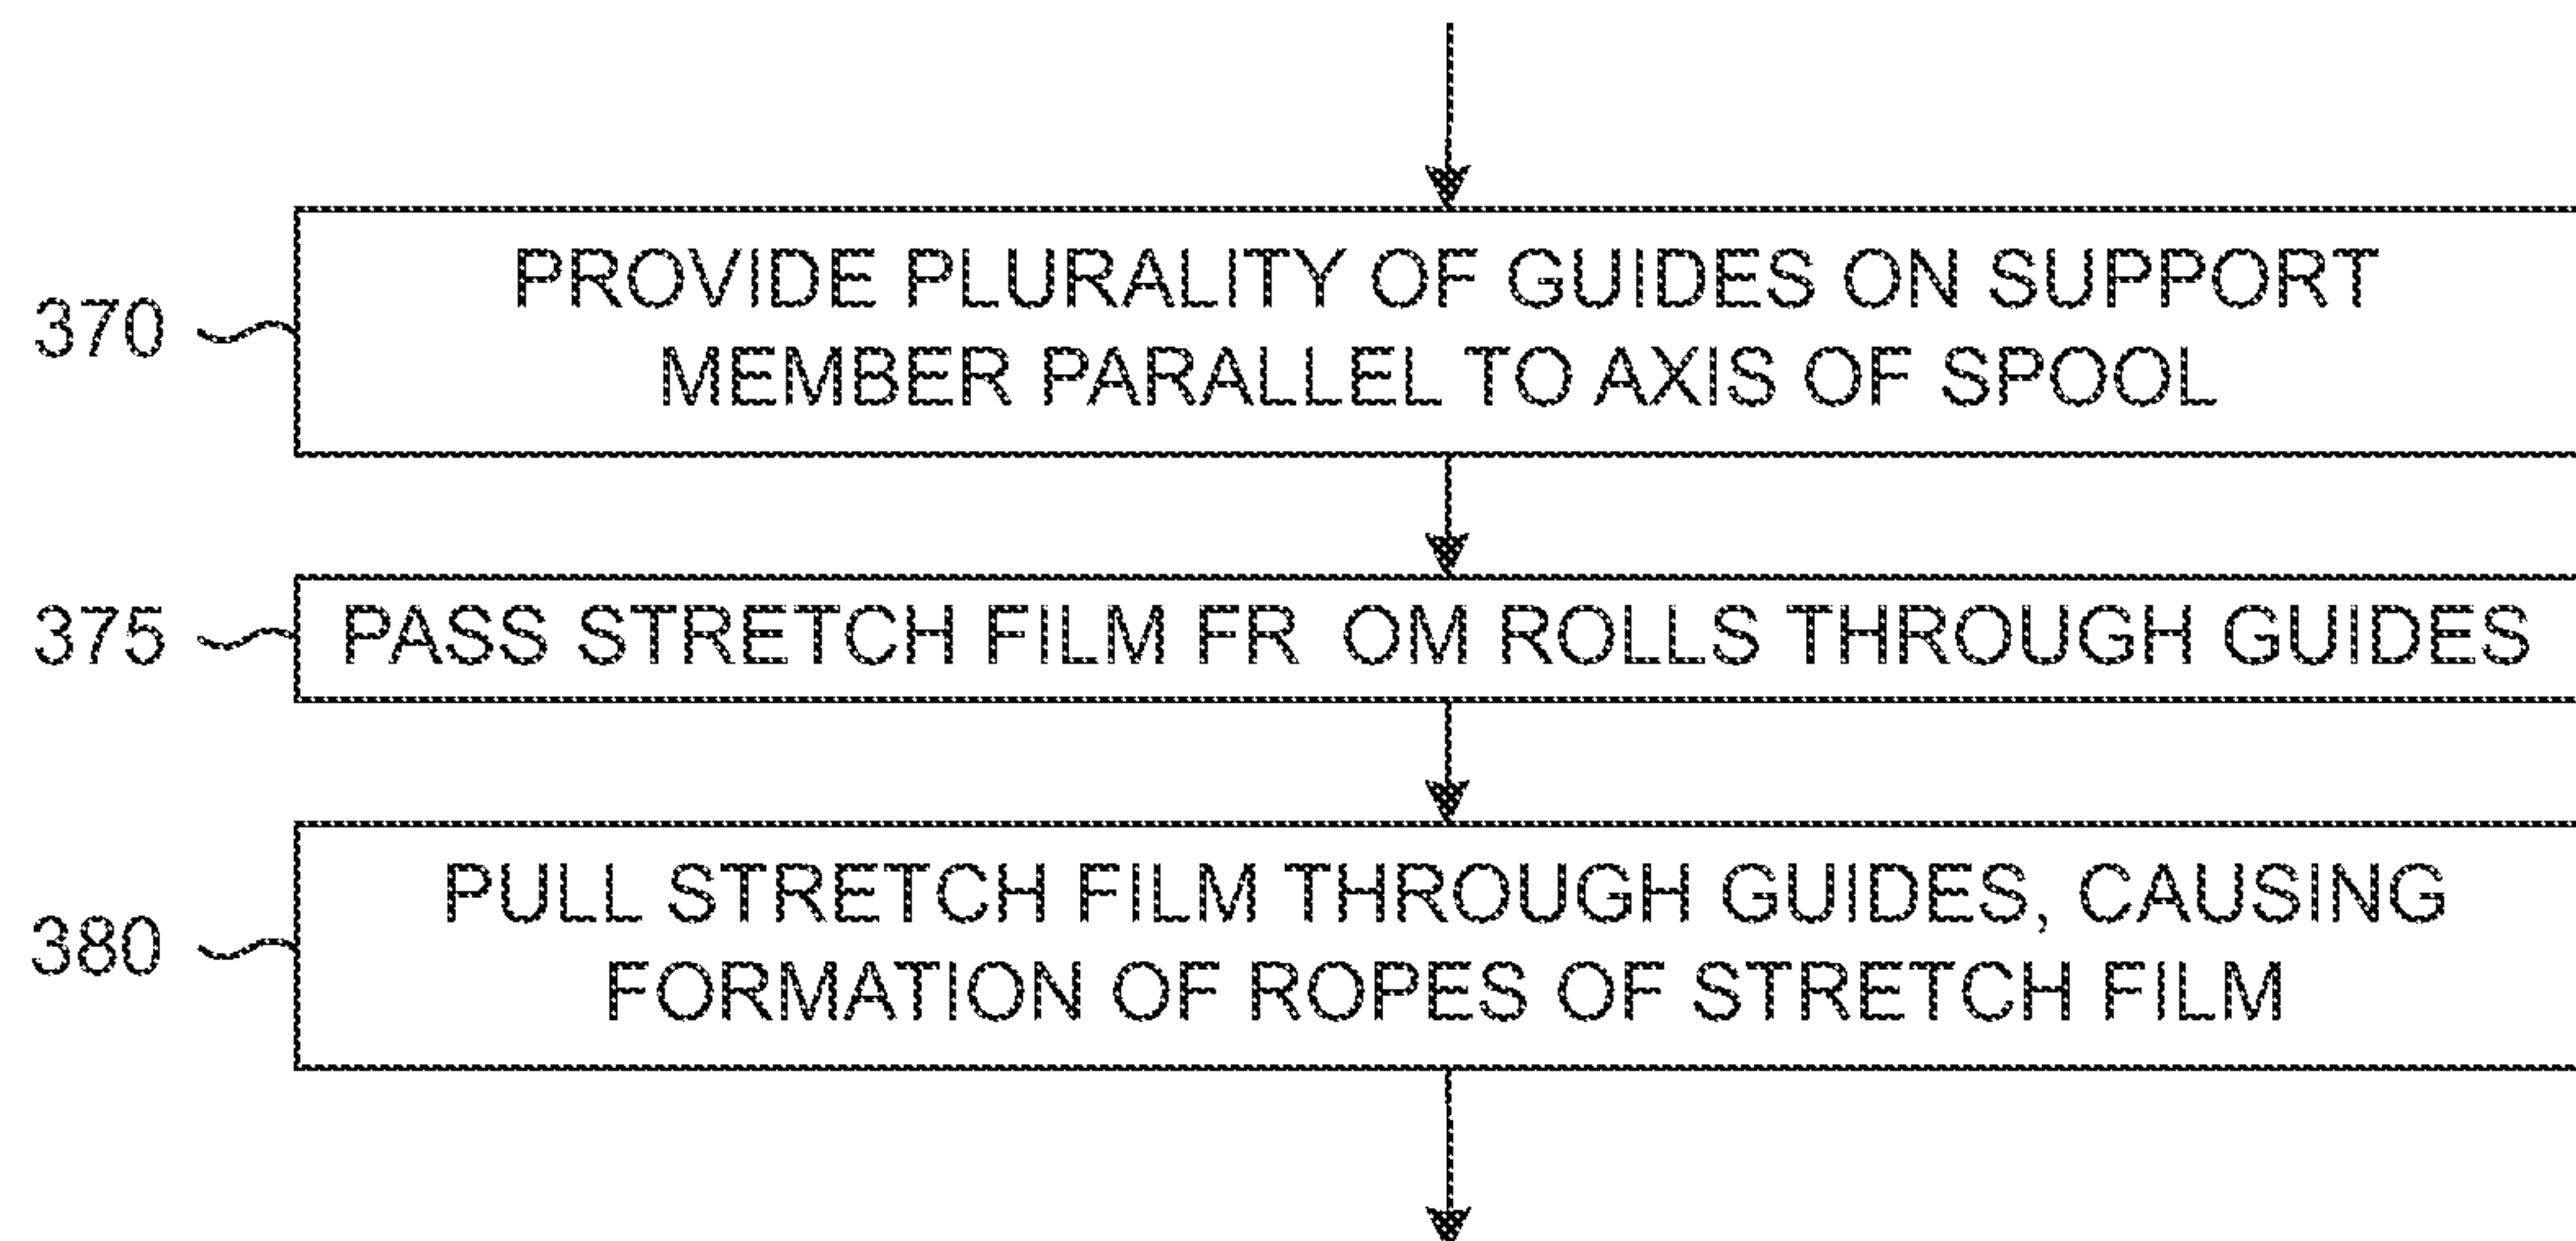 PROVIDE PLURALITY OF GUIDES ON SUPPORT
370
MEMBER PARALLEL TO AXIS OF SPOOL
375 PASS STRETCH FILM FR OM ROLLS THROUGH GUIDES
PULL STRETCH FILM THROUGH GUIDES, CAUSING
380
FORMATION OF ROPES OF STRETCH FILM